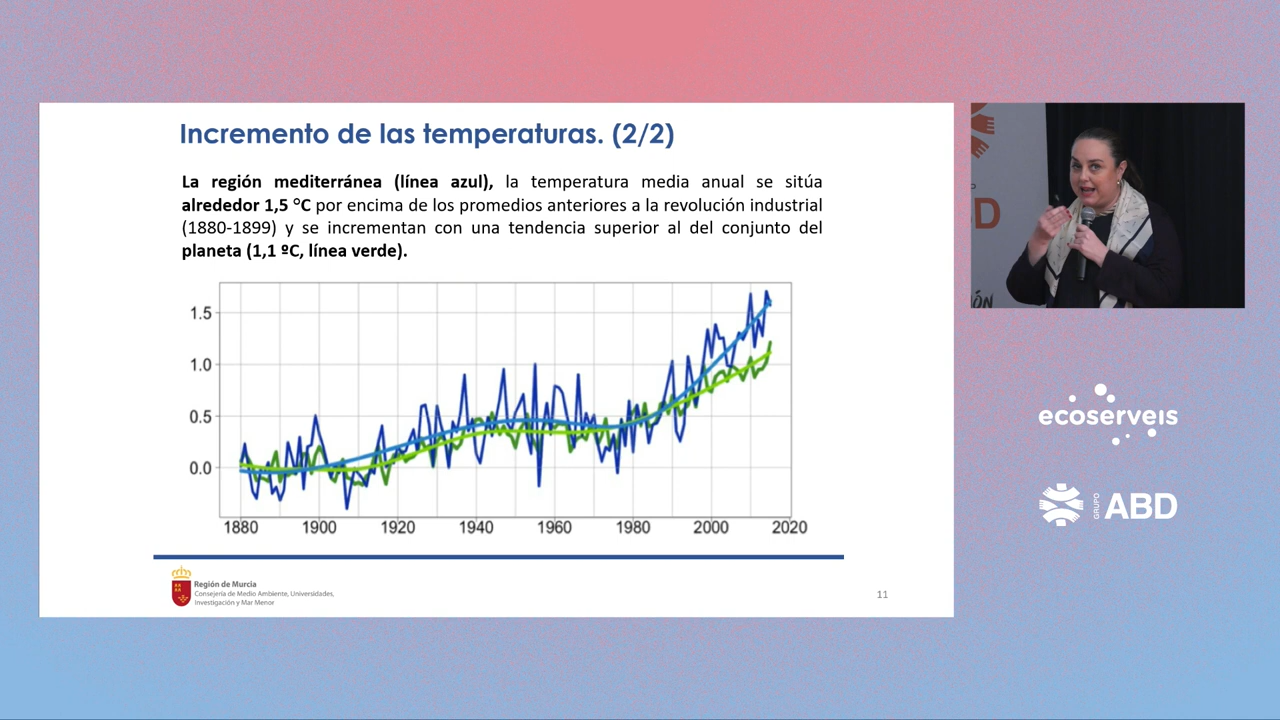 Incremento de las temperaturas. (2/2)
La región mediterránea (línea azul), la temperatura media anual se sitúa
alrededor 1,5 °C por encima de los promedios anteriores a la revolución industrial
(1880-1899) y se incrementan con una tendencia superior al del conjunto del
planeta (1,1 ºC, línea verde).
1.5
1.0
0.5
0.0
1880 1900 1920 1940 1960 1980 2000 2020
Región de Murcia
Consejería de Medio Ambiente, Universidades,
Investigación y Mar Menor
11
D
ÓN
ecoserveis
GRUPO ABD